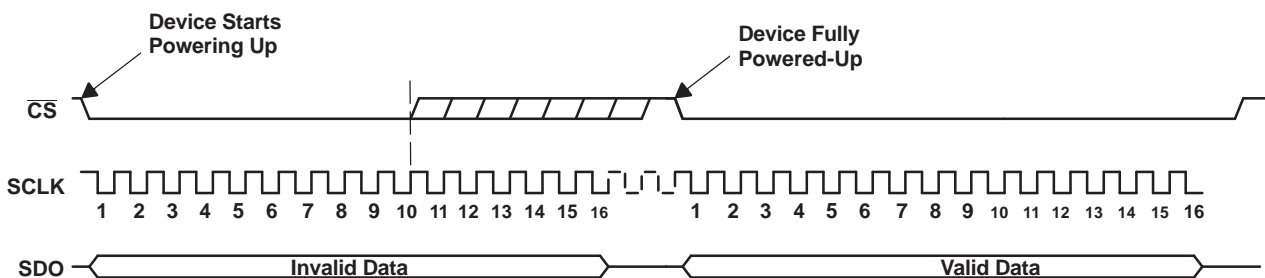 Device Starts
Powering Up
Device Fully
Powered-Up
CS
SCLK
1 2 3 4 5 6 7 8 9 10 11 12 13 14 15 16 1 2 3 4 5 6 7 8 9 10 11 12 13 14 15 16
SDO Invalid Data Valid Data